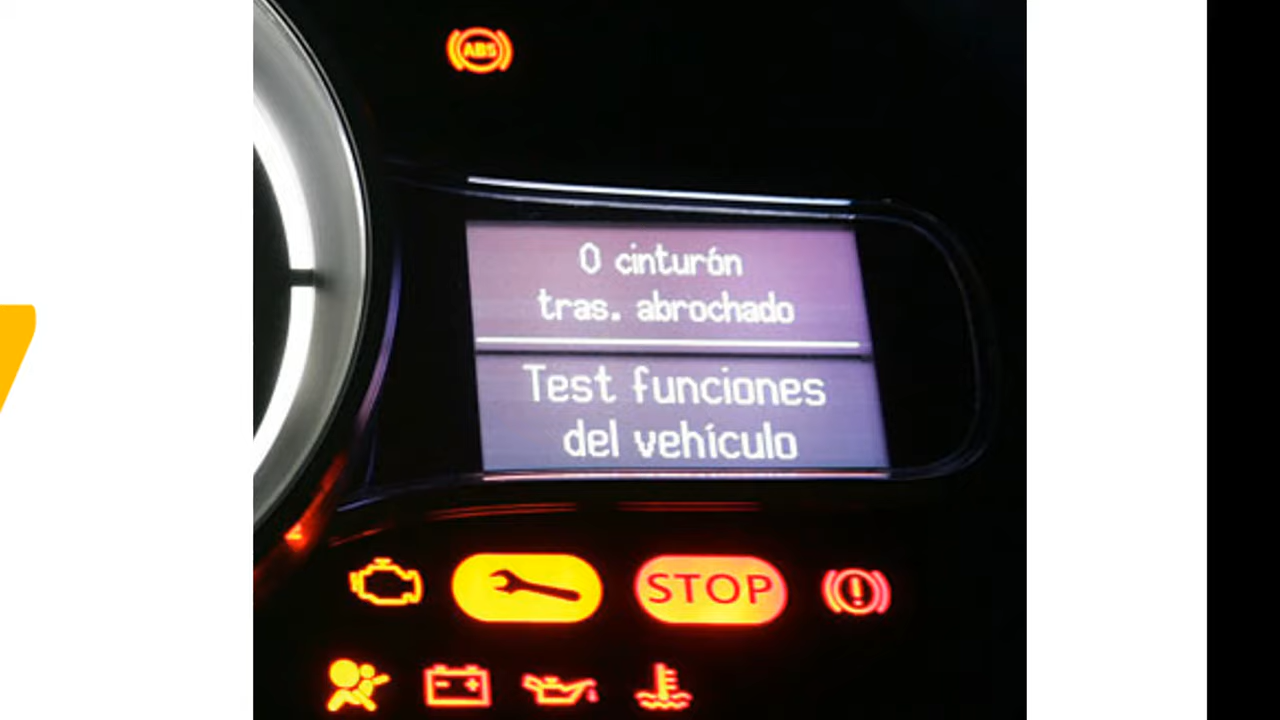 ABS
0 cinturón
tras. abrochado
Test funciones
del vehículo
STOP